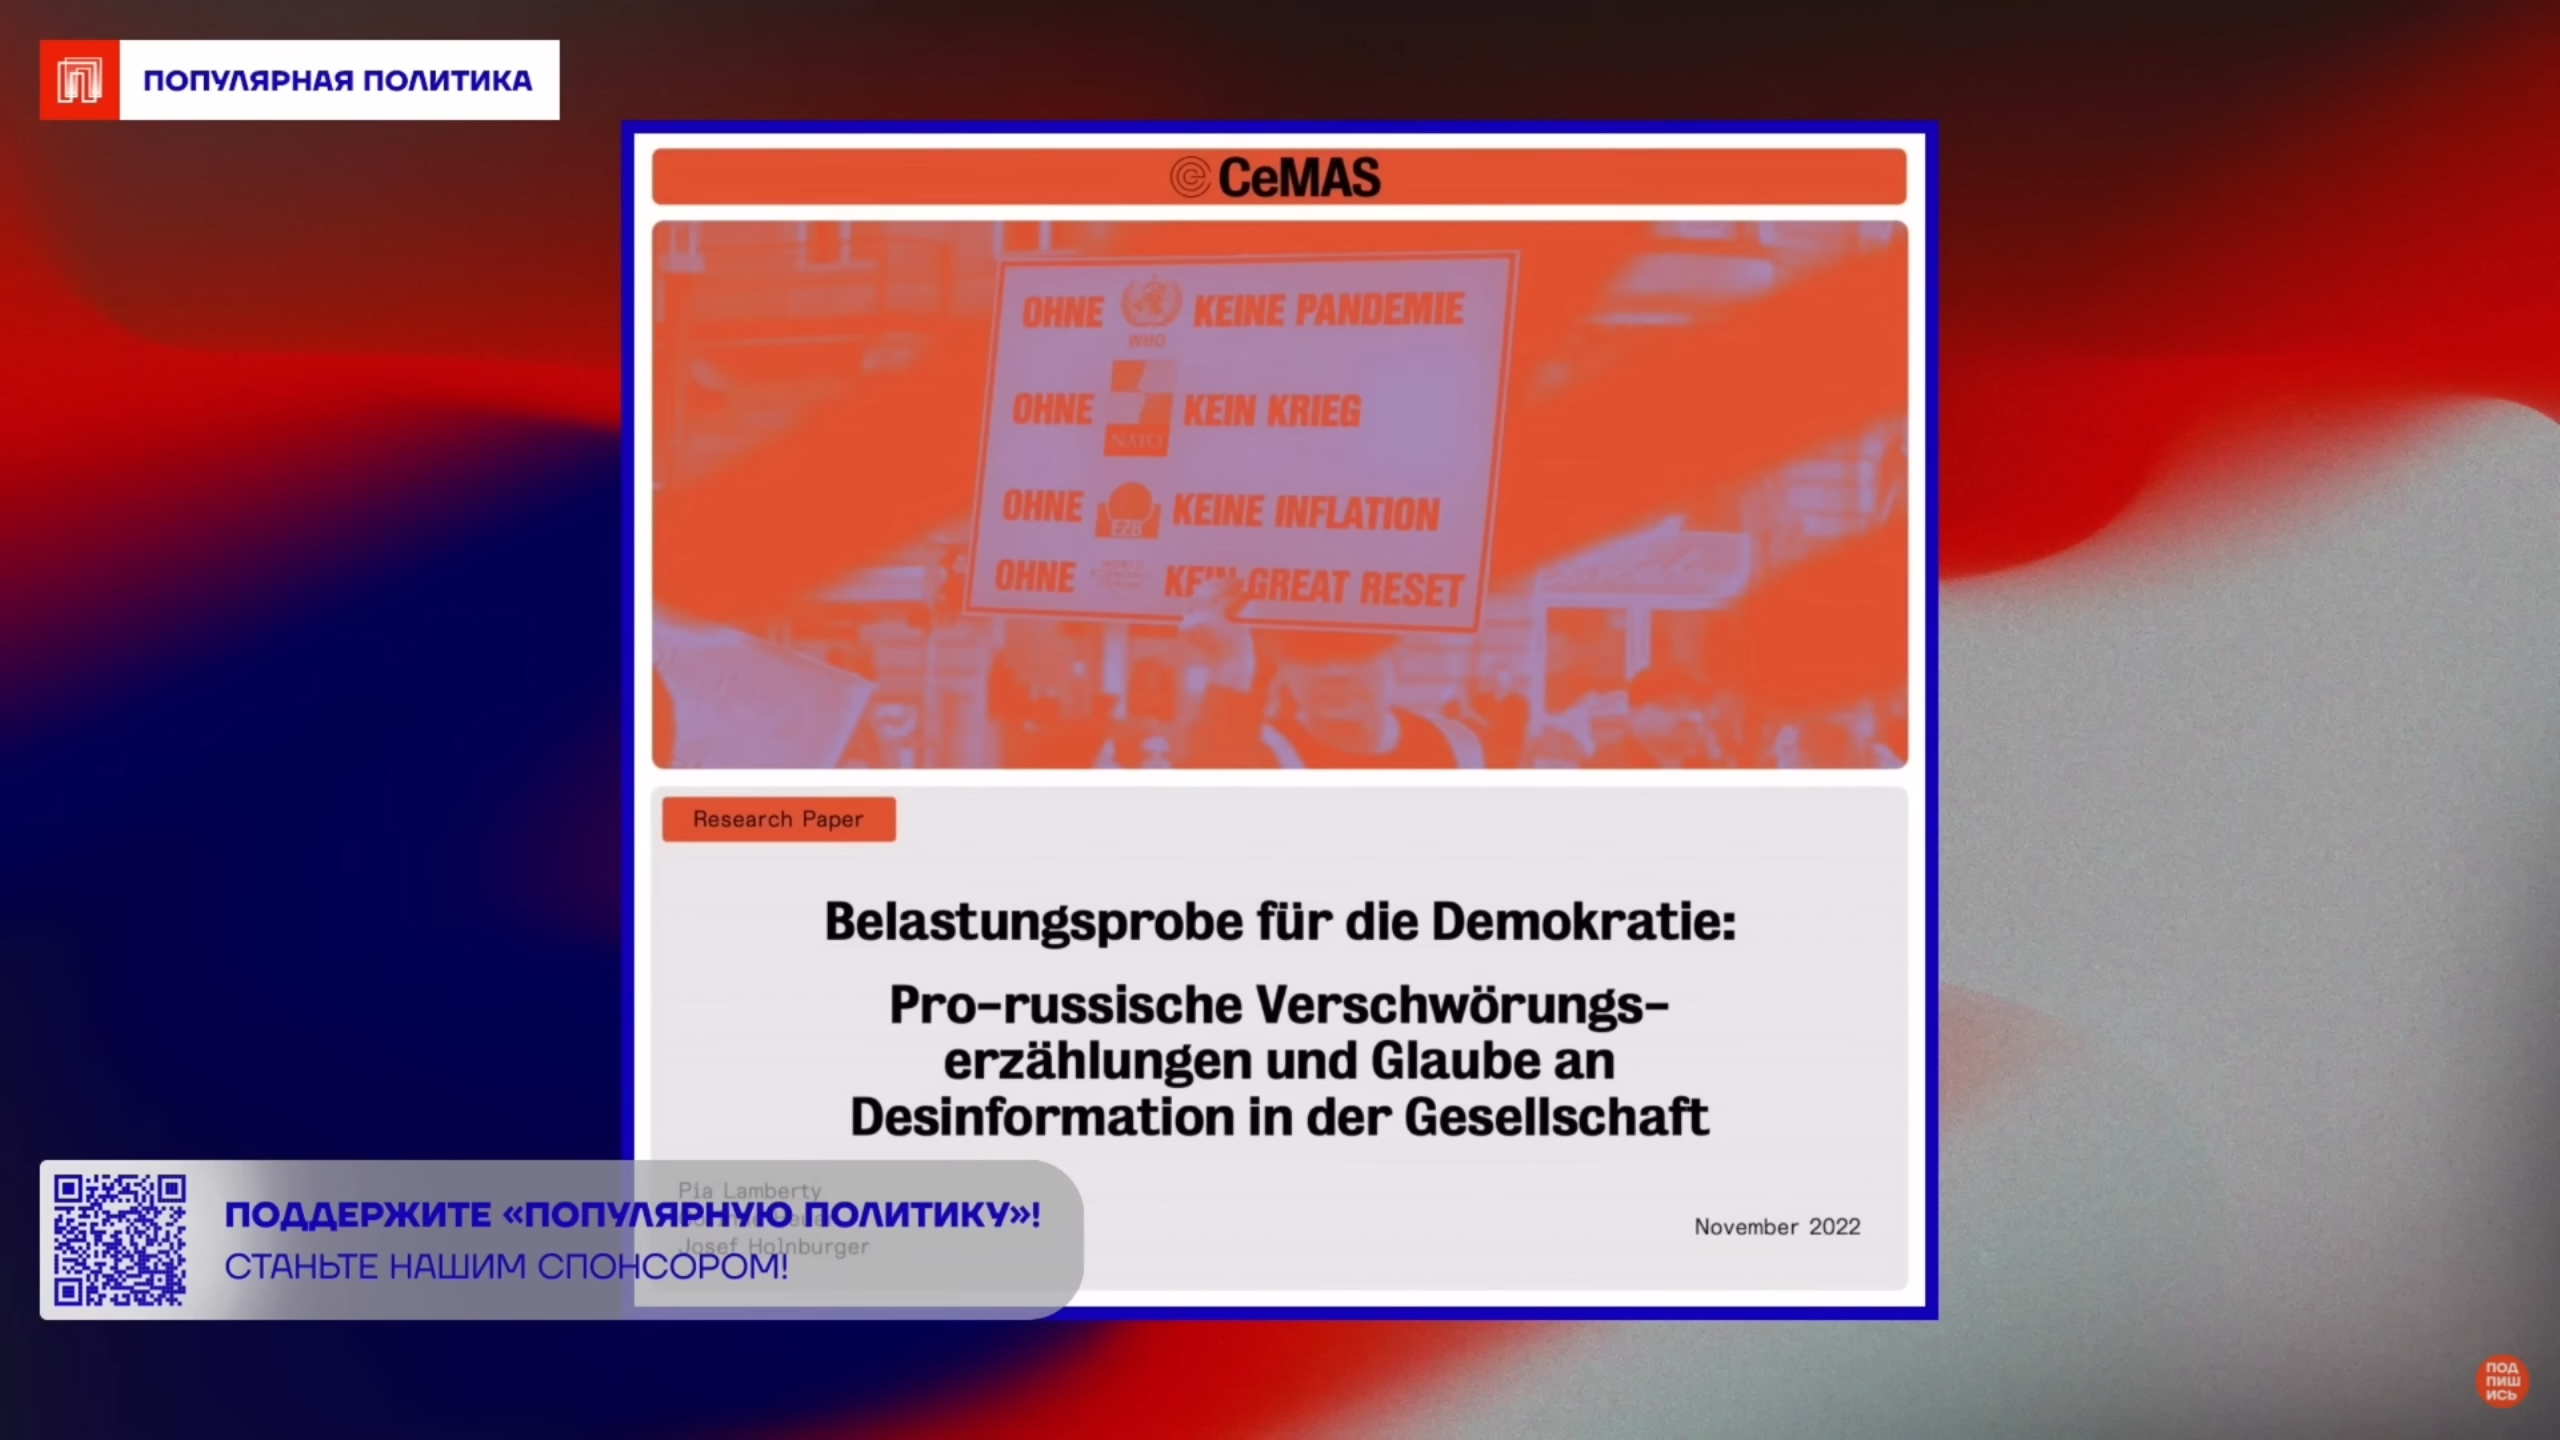 ПОПУЛЯРНАЯ ПОЛИТИКА
CeMAS
OHNE WHO KEINE PANDEMIE
OHNE NATO KEIN KRIEG
OHNE EZB KEINE INFLATION
OHNE KEIN GREAT RESET
Research Paper
Belastungsprobe für die Demokratie:
Pro-russische Verschwörungs-
erzählungen und Glaube an
Desinformation in der Gesellschaft
Pia Lamberty
Josef Holnburger
November 2022
ПОДДЕРЖИТЕ «ПОПУЛЯРНУЮ ПОЛИТИКУ»!
СТАНЬТЕ НАШИМ СПОНСОРОМ!
ПОД
ПИШ
ИСЬ